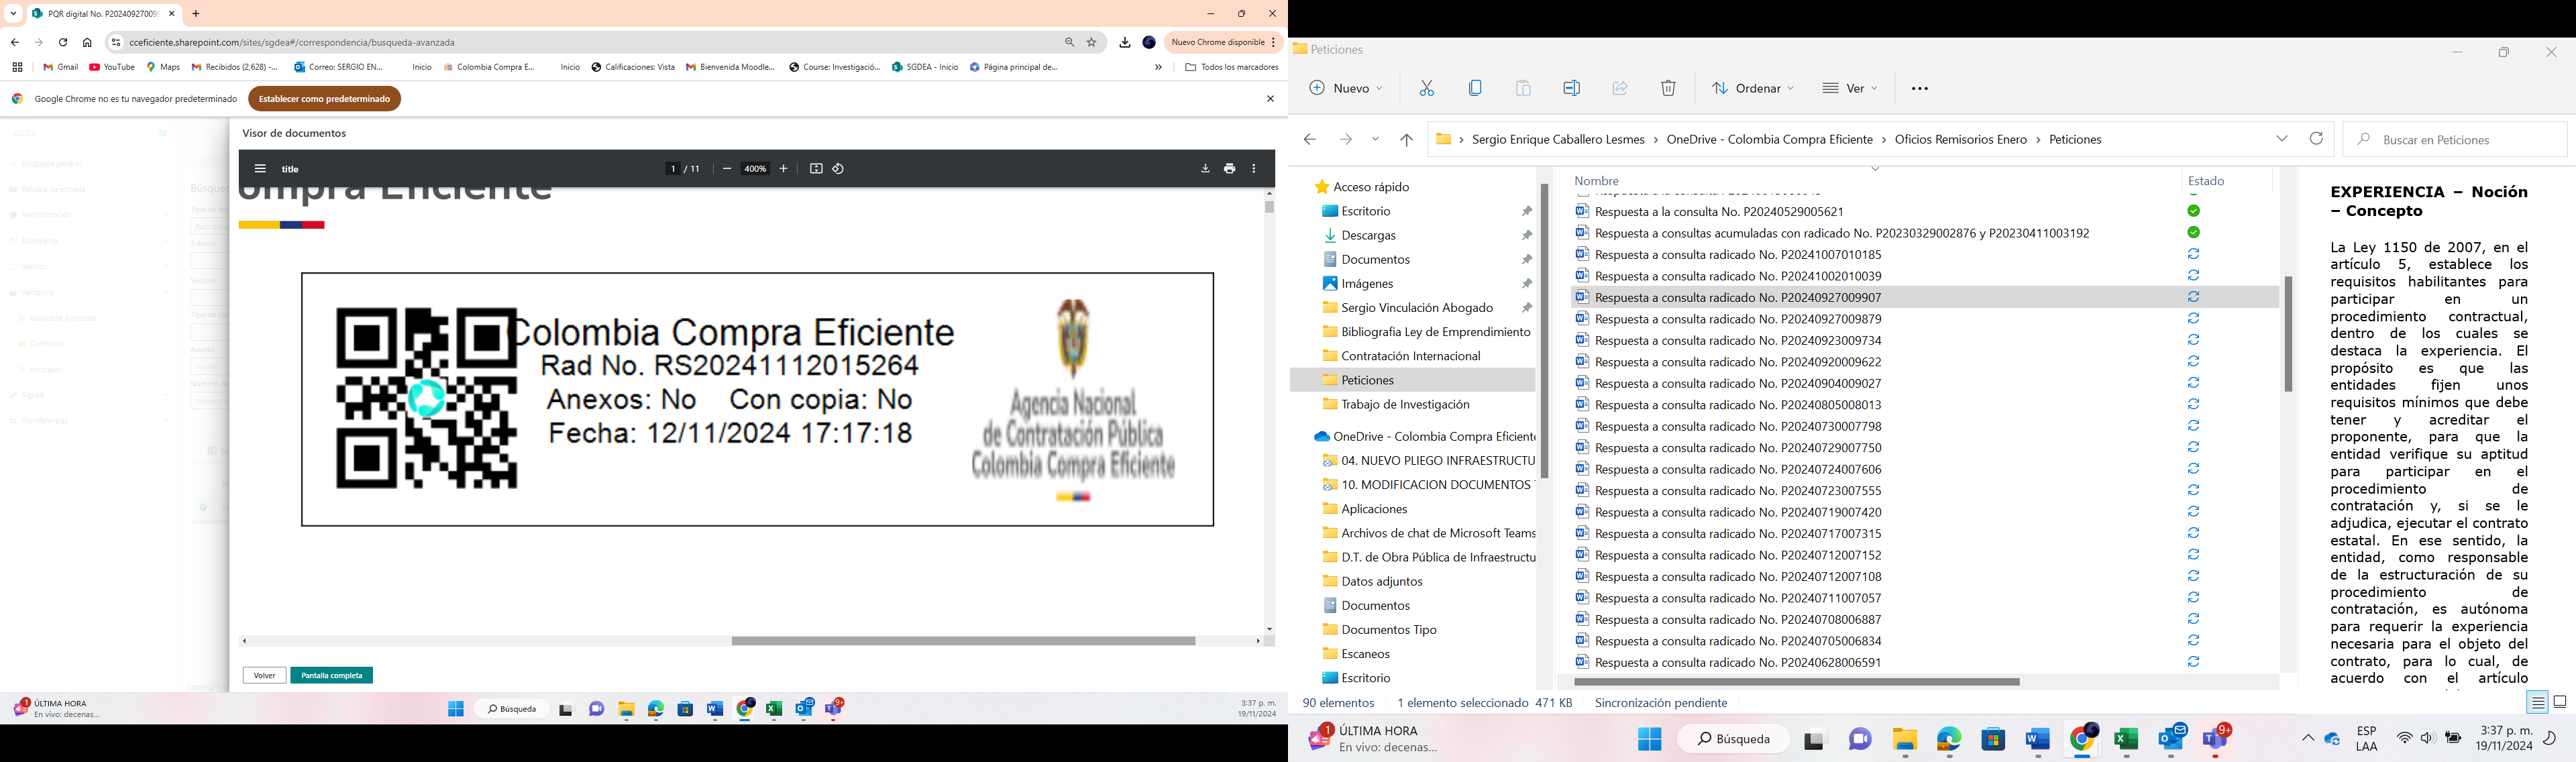 PQR digital No. P202409270099
cceficiente.sharepoint.com/sites/sgdea#/correspondencia/busqueda-avanzada
Nuevo Chrome disponible
Gmail
YouTube
Maps
Recibidos (2,628) -...
Correo: SERGIO EN...
Inicio
Colombia Compra E...
Inicio
Calificaciones: Vista
Bienvenida Moodle...
Course: Investigació...
SGDEA - Inicio
Página principal de...
Todos los marcadores
Google Chrome no es tu navegador predeterminado
Establecer como predeterminado
Visor de documentos
title
1 / 11
400%
ompra Eficiente
Colombia Compra Eficiente
Rad No. RS20241112015264
Anexos: No Con copia: No
Fecha: 12/11/2024 17:17:18
Agencia Nacional
de Contratación Pública
Colombia Compra Eficiente
Volver
Pantalla completa
1
ÚLTIMA HORA
En vivo: decenas...
Búsqueda
9+
3:37 p. m.
19/11/2024
Peticiones
Nuevo
Ordenar
Ver
Sergio Enrique Caballero Lesmes > OneDrive - Colombia Compra Eficiente > Oficios Remisorios Enero > Peticiones
Buscar en Peticiones
Acceso rápido
Escritorio
Descargas
Documentos
Imágenes
Sergio Vinculación Abogado
Bibliografia Ley de Emprendimiento
Contratación Internacional
Peticiones
Trabajo de Investigación
OneDrive - Colombia Compra Eficiente
04. NUEVO PLIEGO INFRAESTRUCTU
10. MODIFICACION DOCUMENTOS
Aplicaciones
Archivos de chat de Microsoft Teams
D.T. de Obra Pública de Infraestructu
Datos adjuntos
Documentos
Documentos Tipo
Escaneos
Escritorio
Nombre
Estado
Respuesta a la consulta No. P20240529005621
Respuesta a consultas acumuladas con radicado No. P20230329002876 y P20230411003192
Respuesta a consulta radicado No. P20241007010185
Respuesta a consulta radicado No. P20241002010039
Respuesta a consulta radicado No. P20240927009907
Respuesta a consulta radicado No. P20240927009879
Respuesta a consulta radicado No. P20240923009734
Respuesta a consulta radicado No. P20240920009622
Respuesta a consulta radicado No. P20240904009027
Respuesta a consulta radicado No. P20240805008013
Respuesta a consulta radicado No. P20240730007798
Respuesta a consulta radicado No. P20240729007750
Respuesta a consulta radicado No. P20240724007606
Respuesta a consulta radicado No. P20240723007555
Respuesta a consulta radicado No. P20240719007420
Respuesta a consulta radicado No. P20240717007315
Respuesta a consulta radicado No. P20240712007152
Respuesta a consulta radicado No. P20240712007108
Respuesta a consulta radicado No. P20240711007057
Respuesta a consulta radicado No. P20240708006887
Respuesta a consulta radicado No. P20240705006834
Respuesta a consulta radicado No. P20240628006591
EXPERIENCIA – Noción
– Concepto
La Ley 1150 de 2007, en el
artículo 5, establece los
requisitos habilitantes para
participar en un
procedimiento contractual,
dentro de los cuales se
destaca la experiencia. El
propósito es que las
entidades fijen unos
requisitos mínimos que debe
tener y acreditar el
proponente, para que la
entidad verifique su aptitud
para participar en el
procedimiento de
contratación y, si se le
adjudica, ejecutar el contrato
estatal. En ese sentido, la
entidad, como responsable
de la estructuración de su
procedimiento de
contratación, es autónoma
para requerir la experiencia
necesaria para el objeto del
contrato, para lo cual, de
acuerdo con el artículo
90 elementos
1 elemento seleccionado 471 KB
Sincronización pendiente
1
ÚLTIMA HORA
En vivo: decenas...
Búsqueda
9+
ESP
LAA
3:37 p. m.
19/11/2024